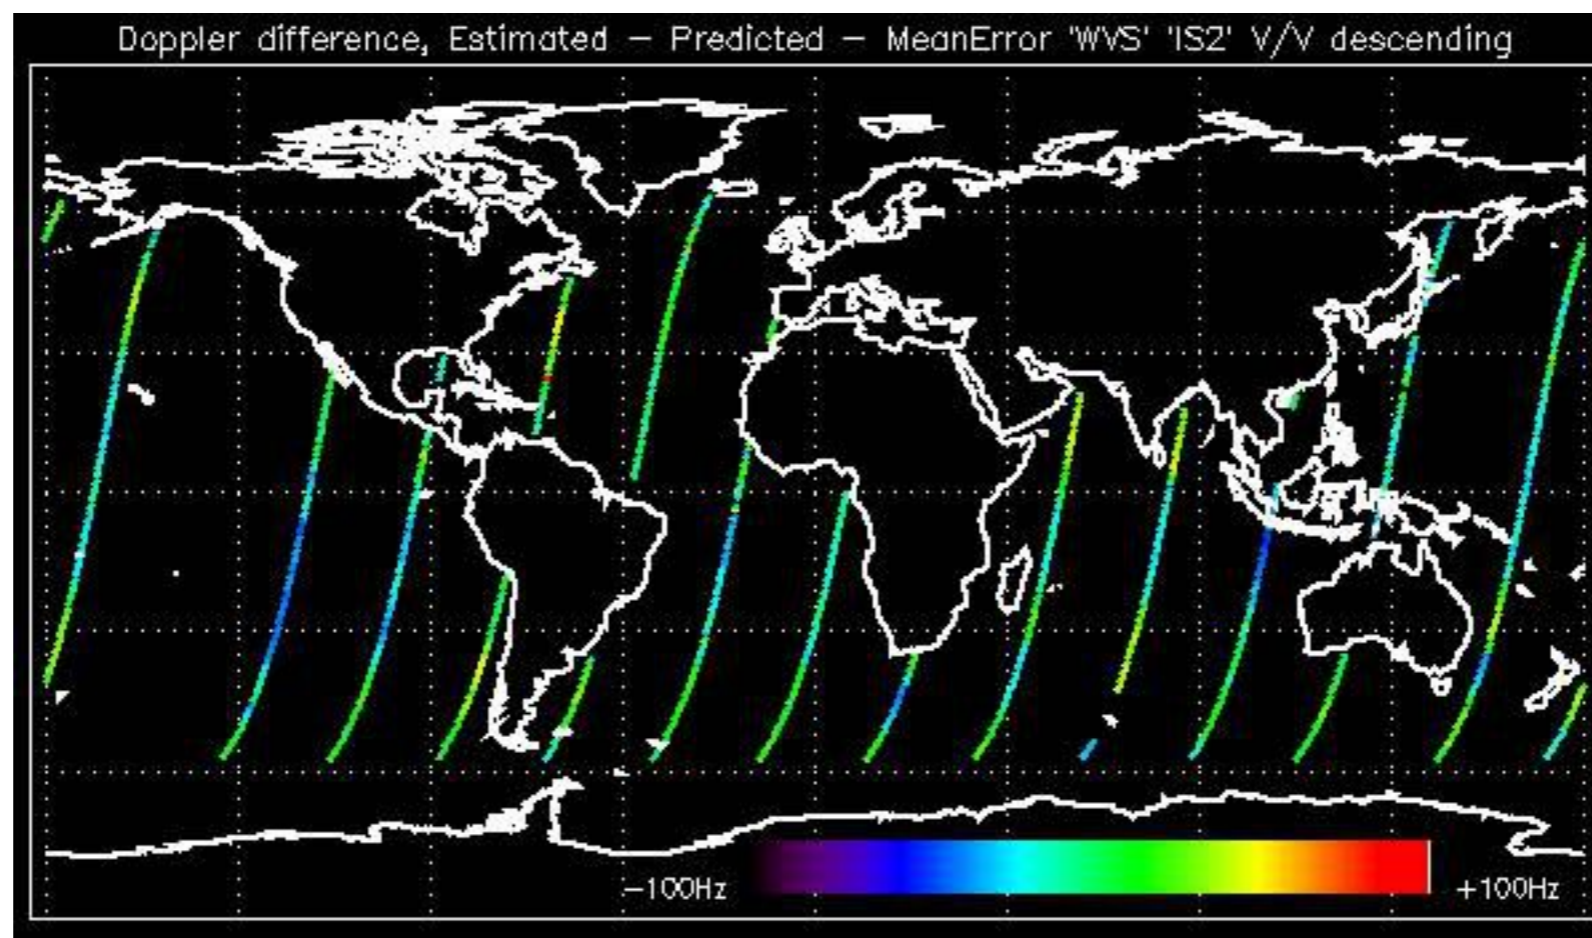 Doppler difference, Estimated − Predicted − MeanError 'WVS' 'IS2' V/V descending
−100Hz +100Hz